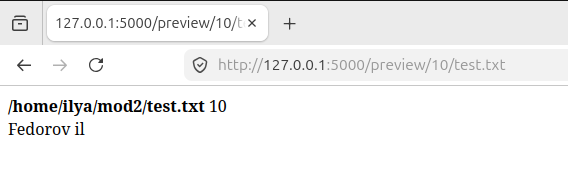 127.0.0.1:5000/preview/10/t
http://127.0.0.1:5000/preview/10/test.txt
/home/ilya/mod2/test.txt 10
Fedorov il